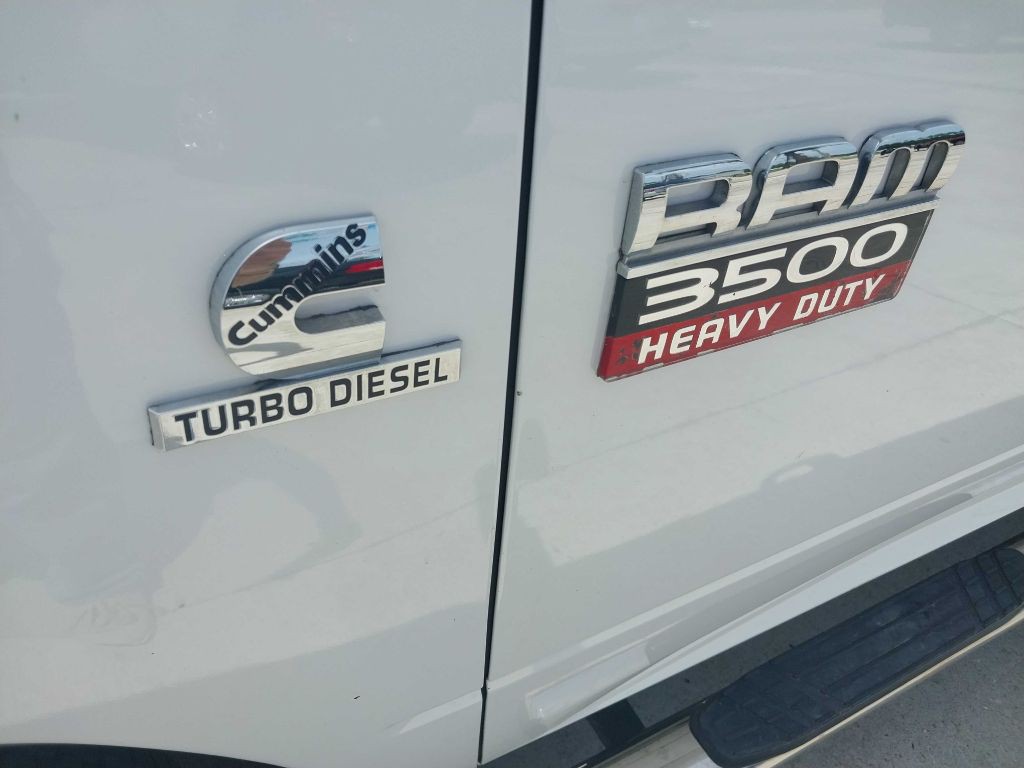 Cummins
TURBO DIESEL
RAM
3500
HEAVY DUTY